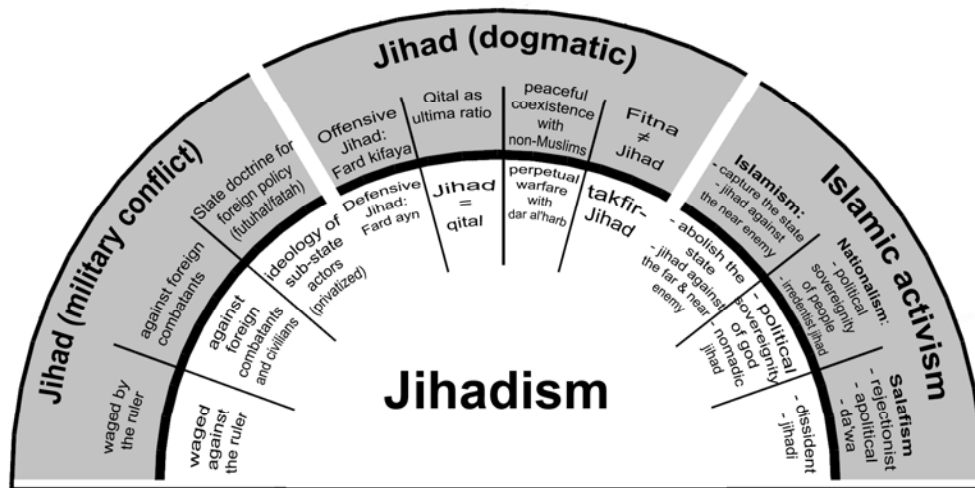 Jihad (military conflict)
waged by
the ruler
against foreign
combatants
State doctrine for
foreign policy
(futuhat/fatah)
waged
against
the ruler
against
foreign
combatants
and civilians
ideology of
sub-state
actors
(privatized)
Jihad (dogmatic)
Offensive
Jihad:
Fard kifaya
Qital as
ultima ratio
peaceful
coexistence
with
non-Muslims
Fitna
≠
Jihad
Defensive
Jihad:
Fard ayn
Jihad
=
qital
perpetual
warfare
with
dar al'harb
takfir-
Jihad
Islamic activism
Islamism:
- capture the state
- jihad against
the near enemy
Nationalism:
- political
sovereignity
of people
- irredentist jihad
Salafism
- rejectionist
- apolitical
- da'wa
- abolish the
state
- jihad against
the far & near
enemy
- political
sovereignity
of god
- nomadic
jihad
- dissident
- jihadi
Jihadism